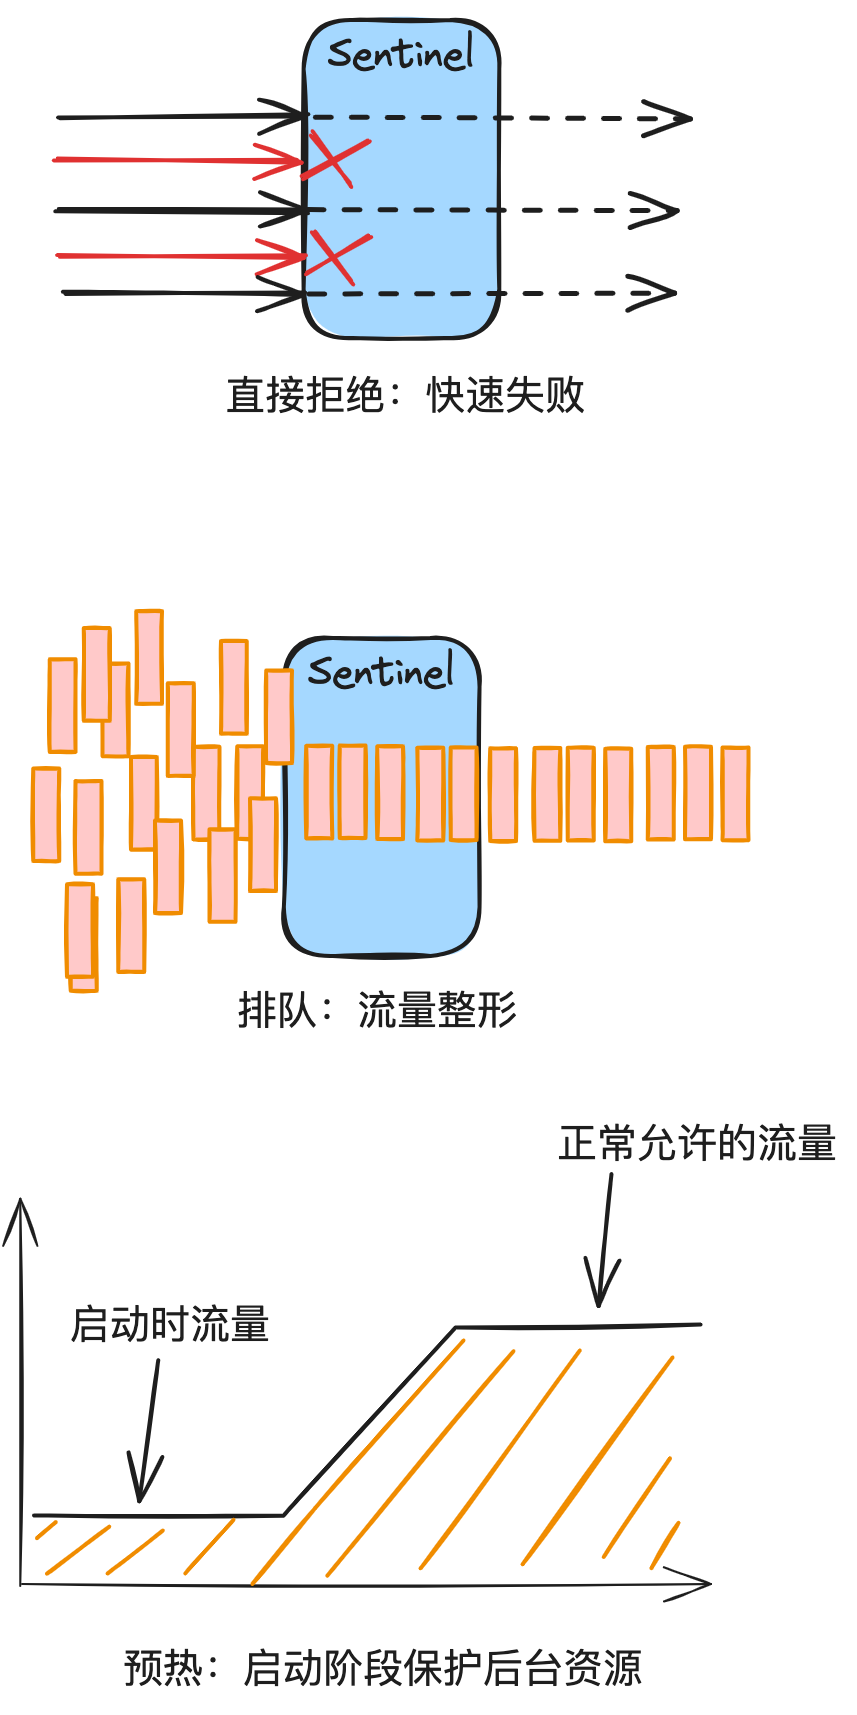 Sentinel
直接拒绝：快速失败
Sentinel
排队：流量整形
正常允许的流量
启动时流量
预热：启动阶段保护后台资源